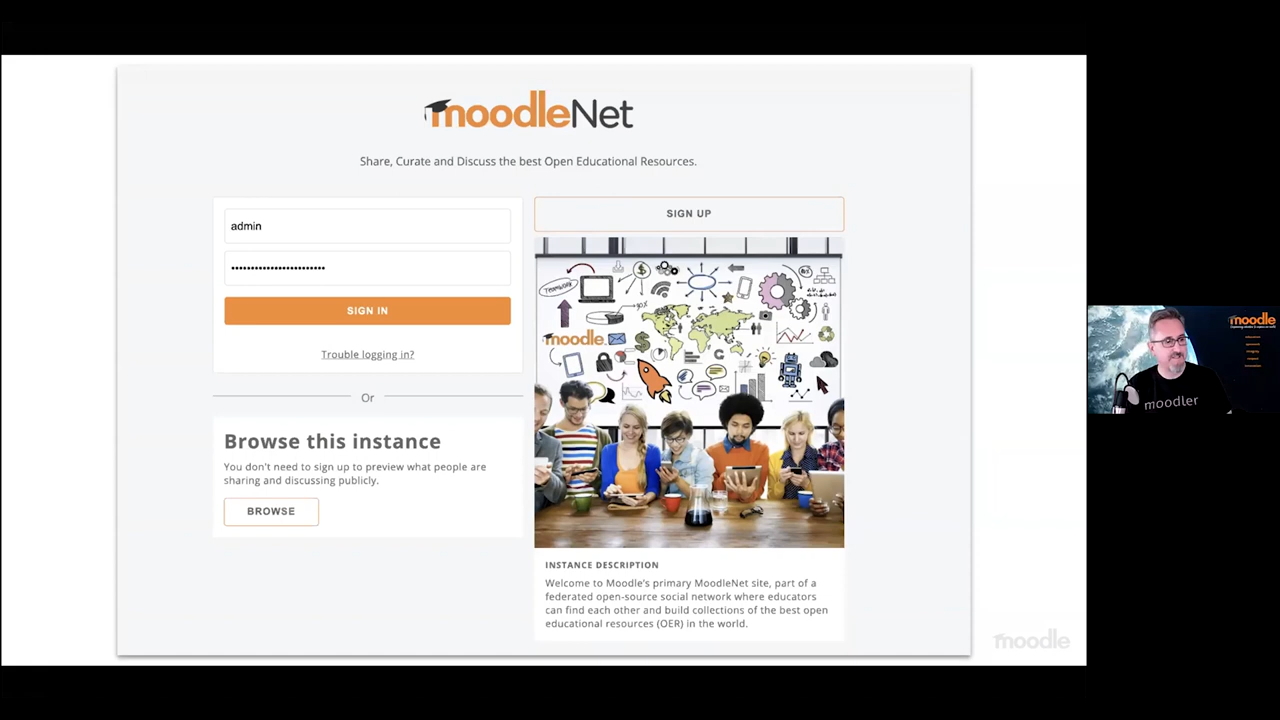 moodleNet
Share, Curate and Discuss the best Open Educational Resources.
admin
SIGN IN
Trouble logging in?
Or
Browse this instance
You don't need to sign up to preview what people are
sharing and discussing publicly.
BROWSE
SIGN UP
Teamwork
moodle
INSTANCE DESCRIPTION
Welcome to Moodle's primary MoodleNet site, part of a
federated open-source social network where educators
can find each other and build collections of the best open
educational resources (OER) in the world.
moodle
moodle
moodler